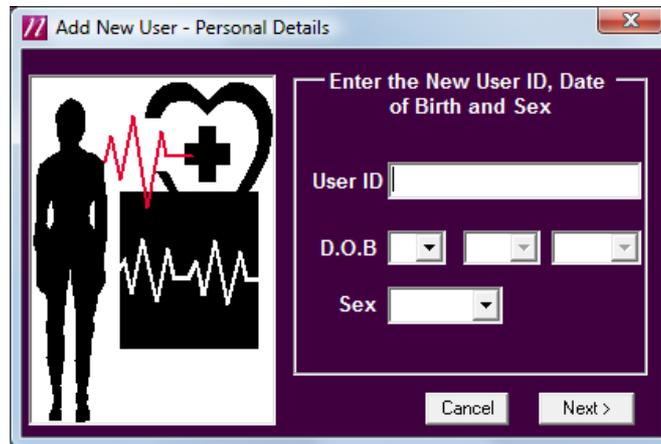 Add New User - Personal Details
Enter the New User ID, Date
of Birth and Sex
User ID
D.O.B
Sex
Cancel
Next >